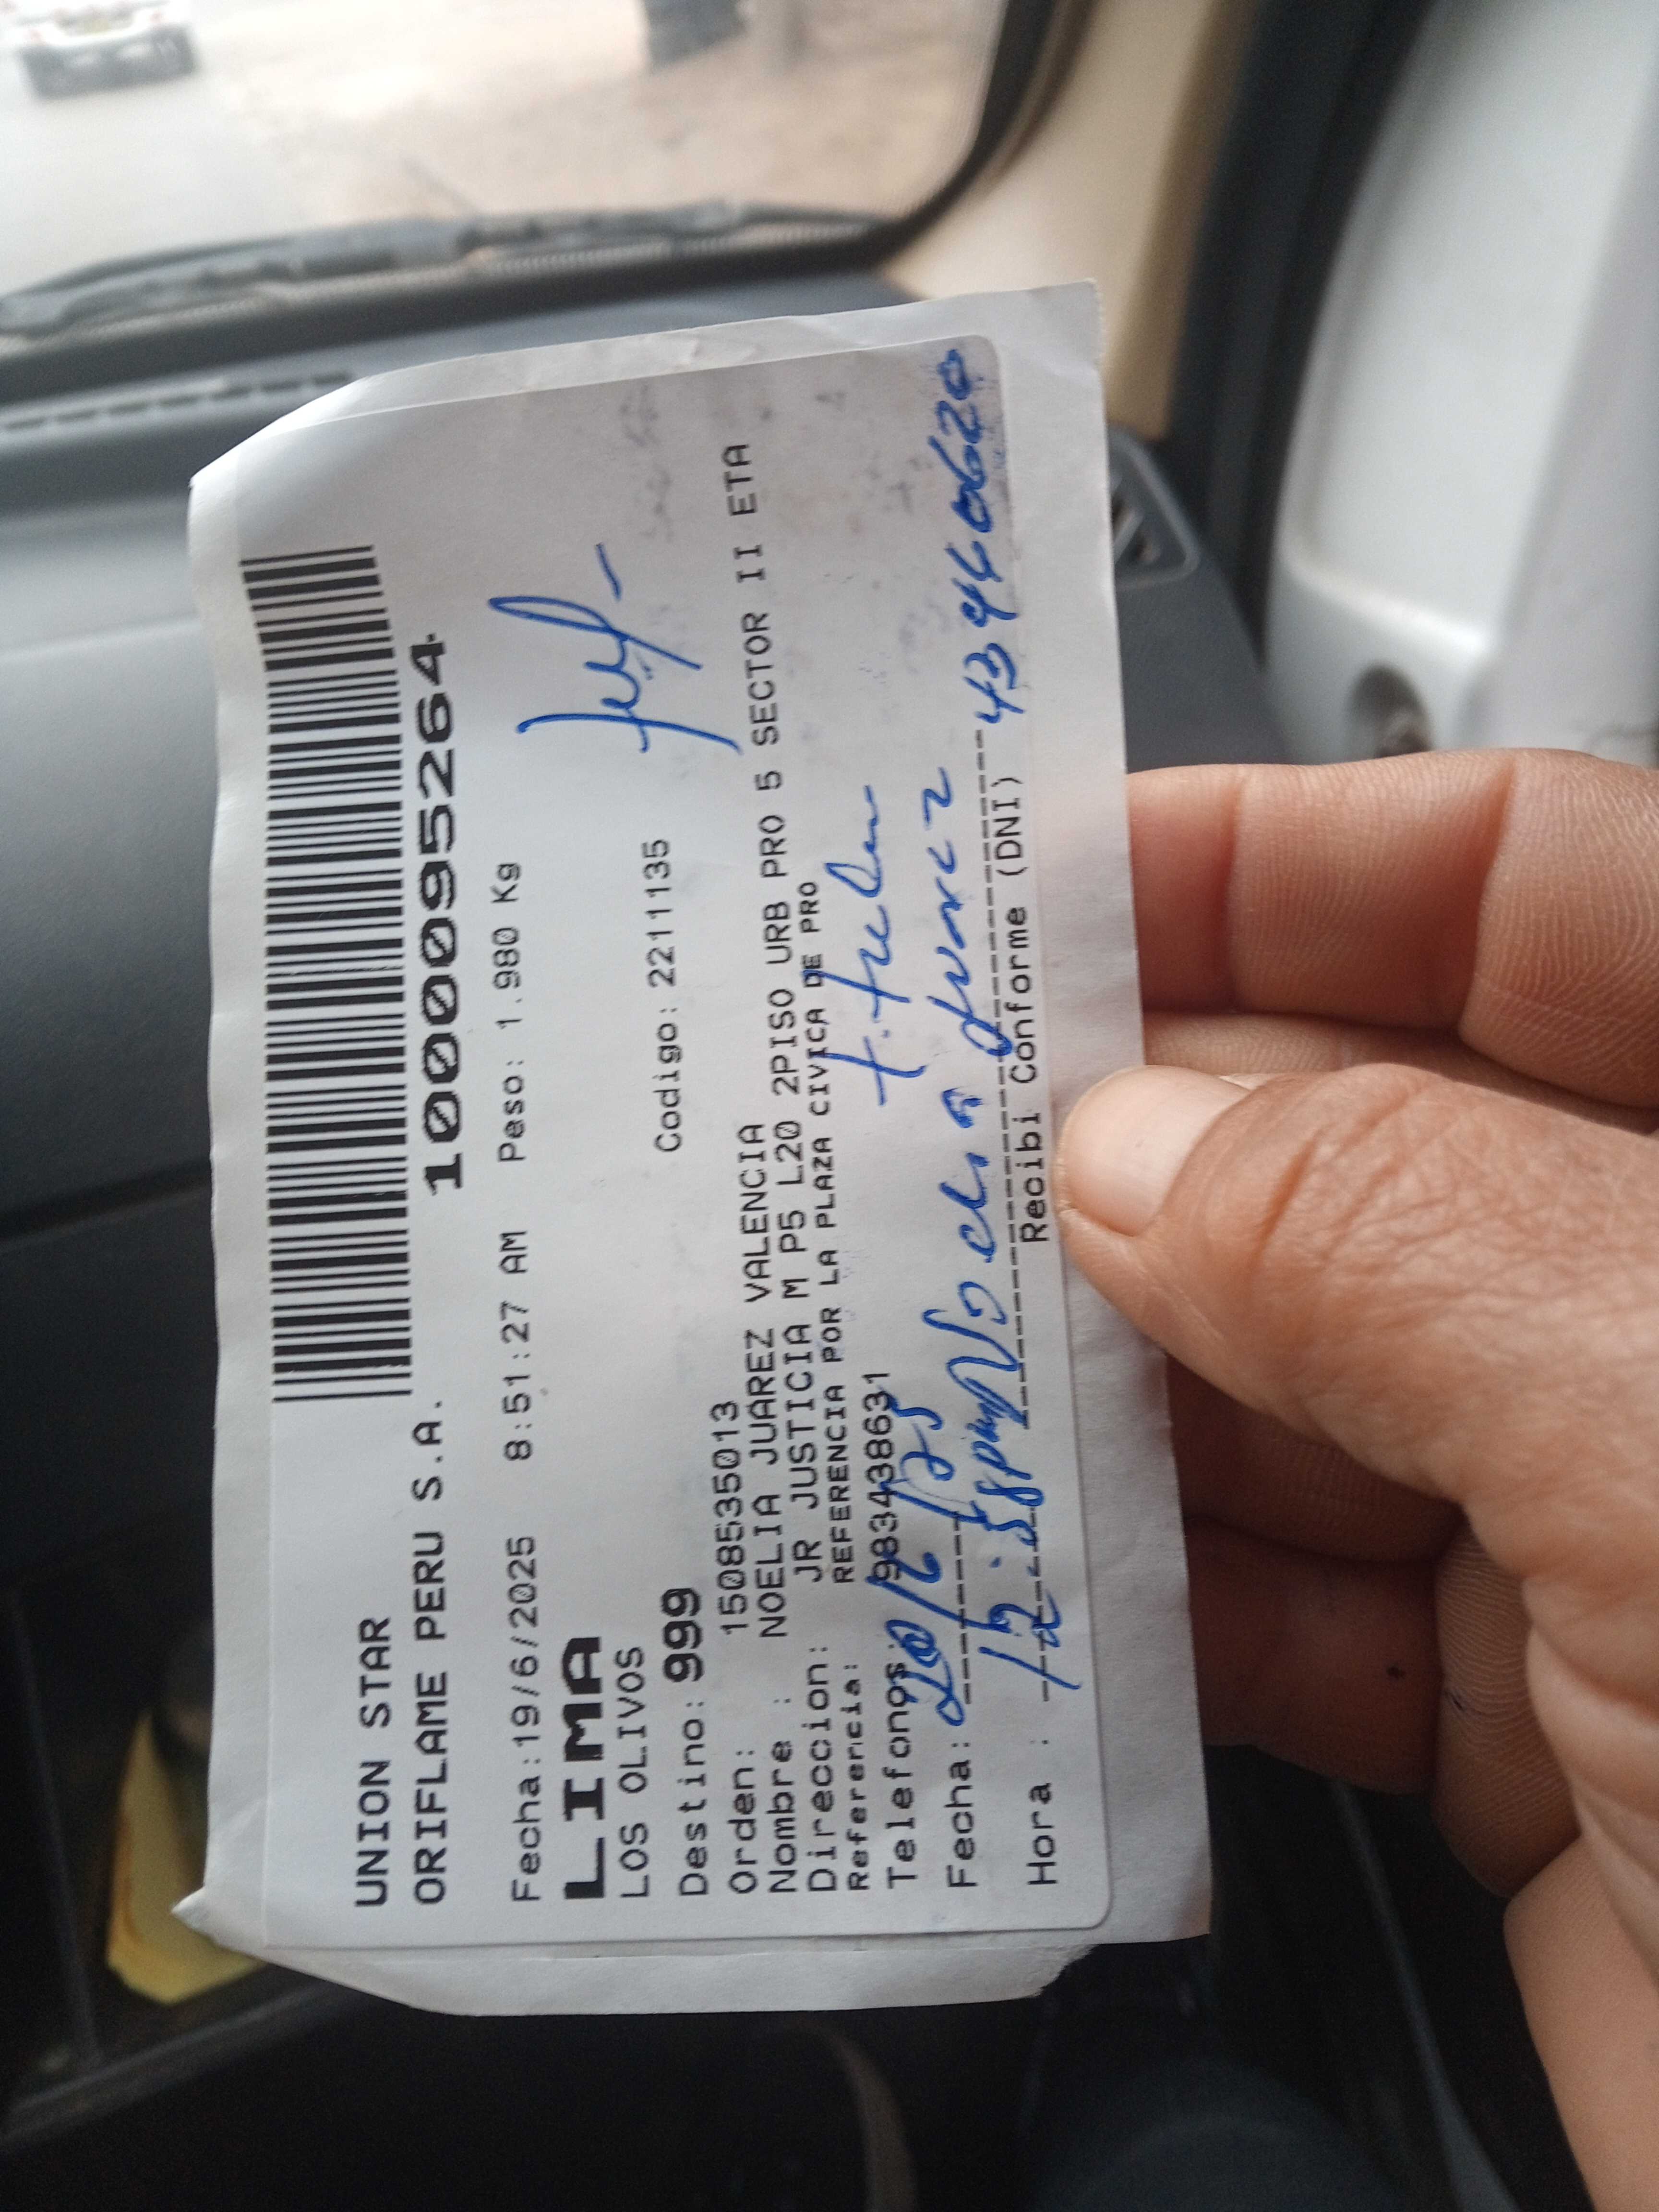 UNION STAR
ORIFLAME PERU S.A.
1000095264
Fecha:19/6/2025 8:51:27 AM Peso: 1.980 Kg
LIMA
LOS OLIVOS
Destino: 999 Codigo: 2211135
Orden: 1508535013
Nombre : NOELIA JUAREZ VALENCIA
Direccion: JR JUSTICIA M P5 L20 2PISO URB PRO 5 SECTOR II ETA
Referencia: REFERENCIA POR LA PLAZA CIVICA DE PRO
Telefonos: 983438631
Fecha: 20/6/25
Hora :
Recibi Conforme (DNI)